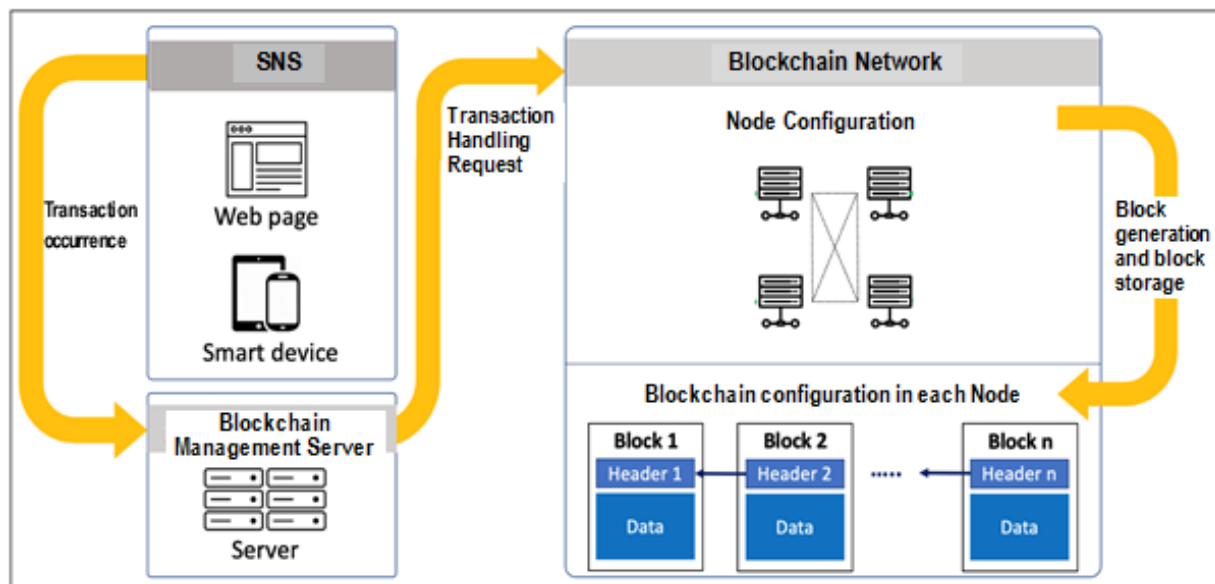 SNS
Web page
Smart device
Transaction
occurrence
Blockchain
Management Server
Server
Transaction
Handling
Request
Blockchain Network
Node Configuration
Block
generation
and block
storage
Blockchain configuration in each Node
Block 1
Block 2
Block n
Header 1
Header 2
.....
Header n
Data
Data
Data